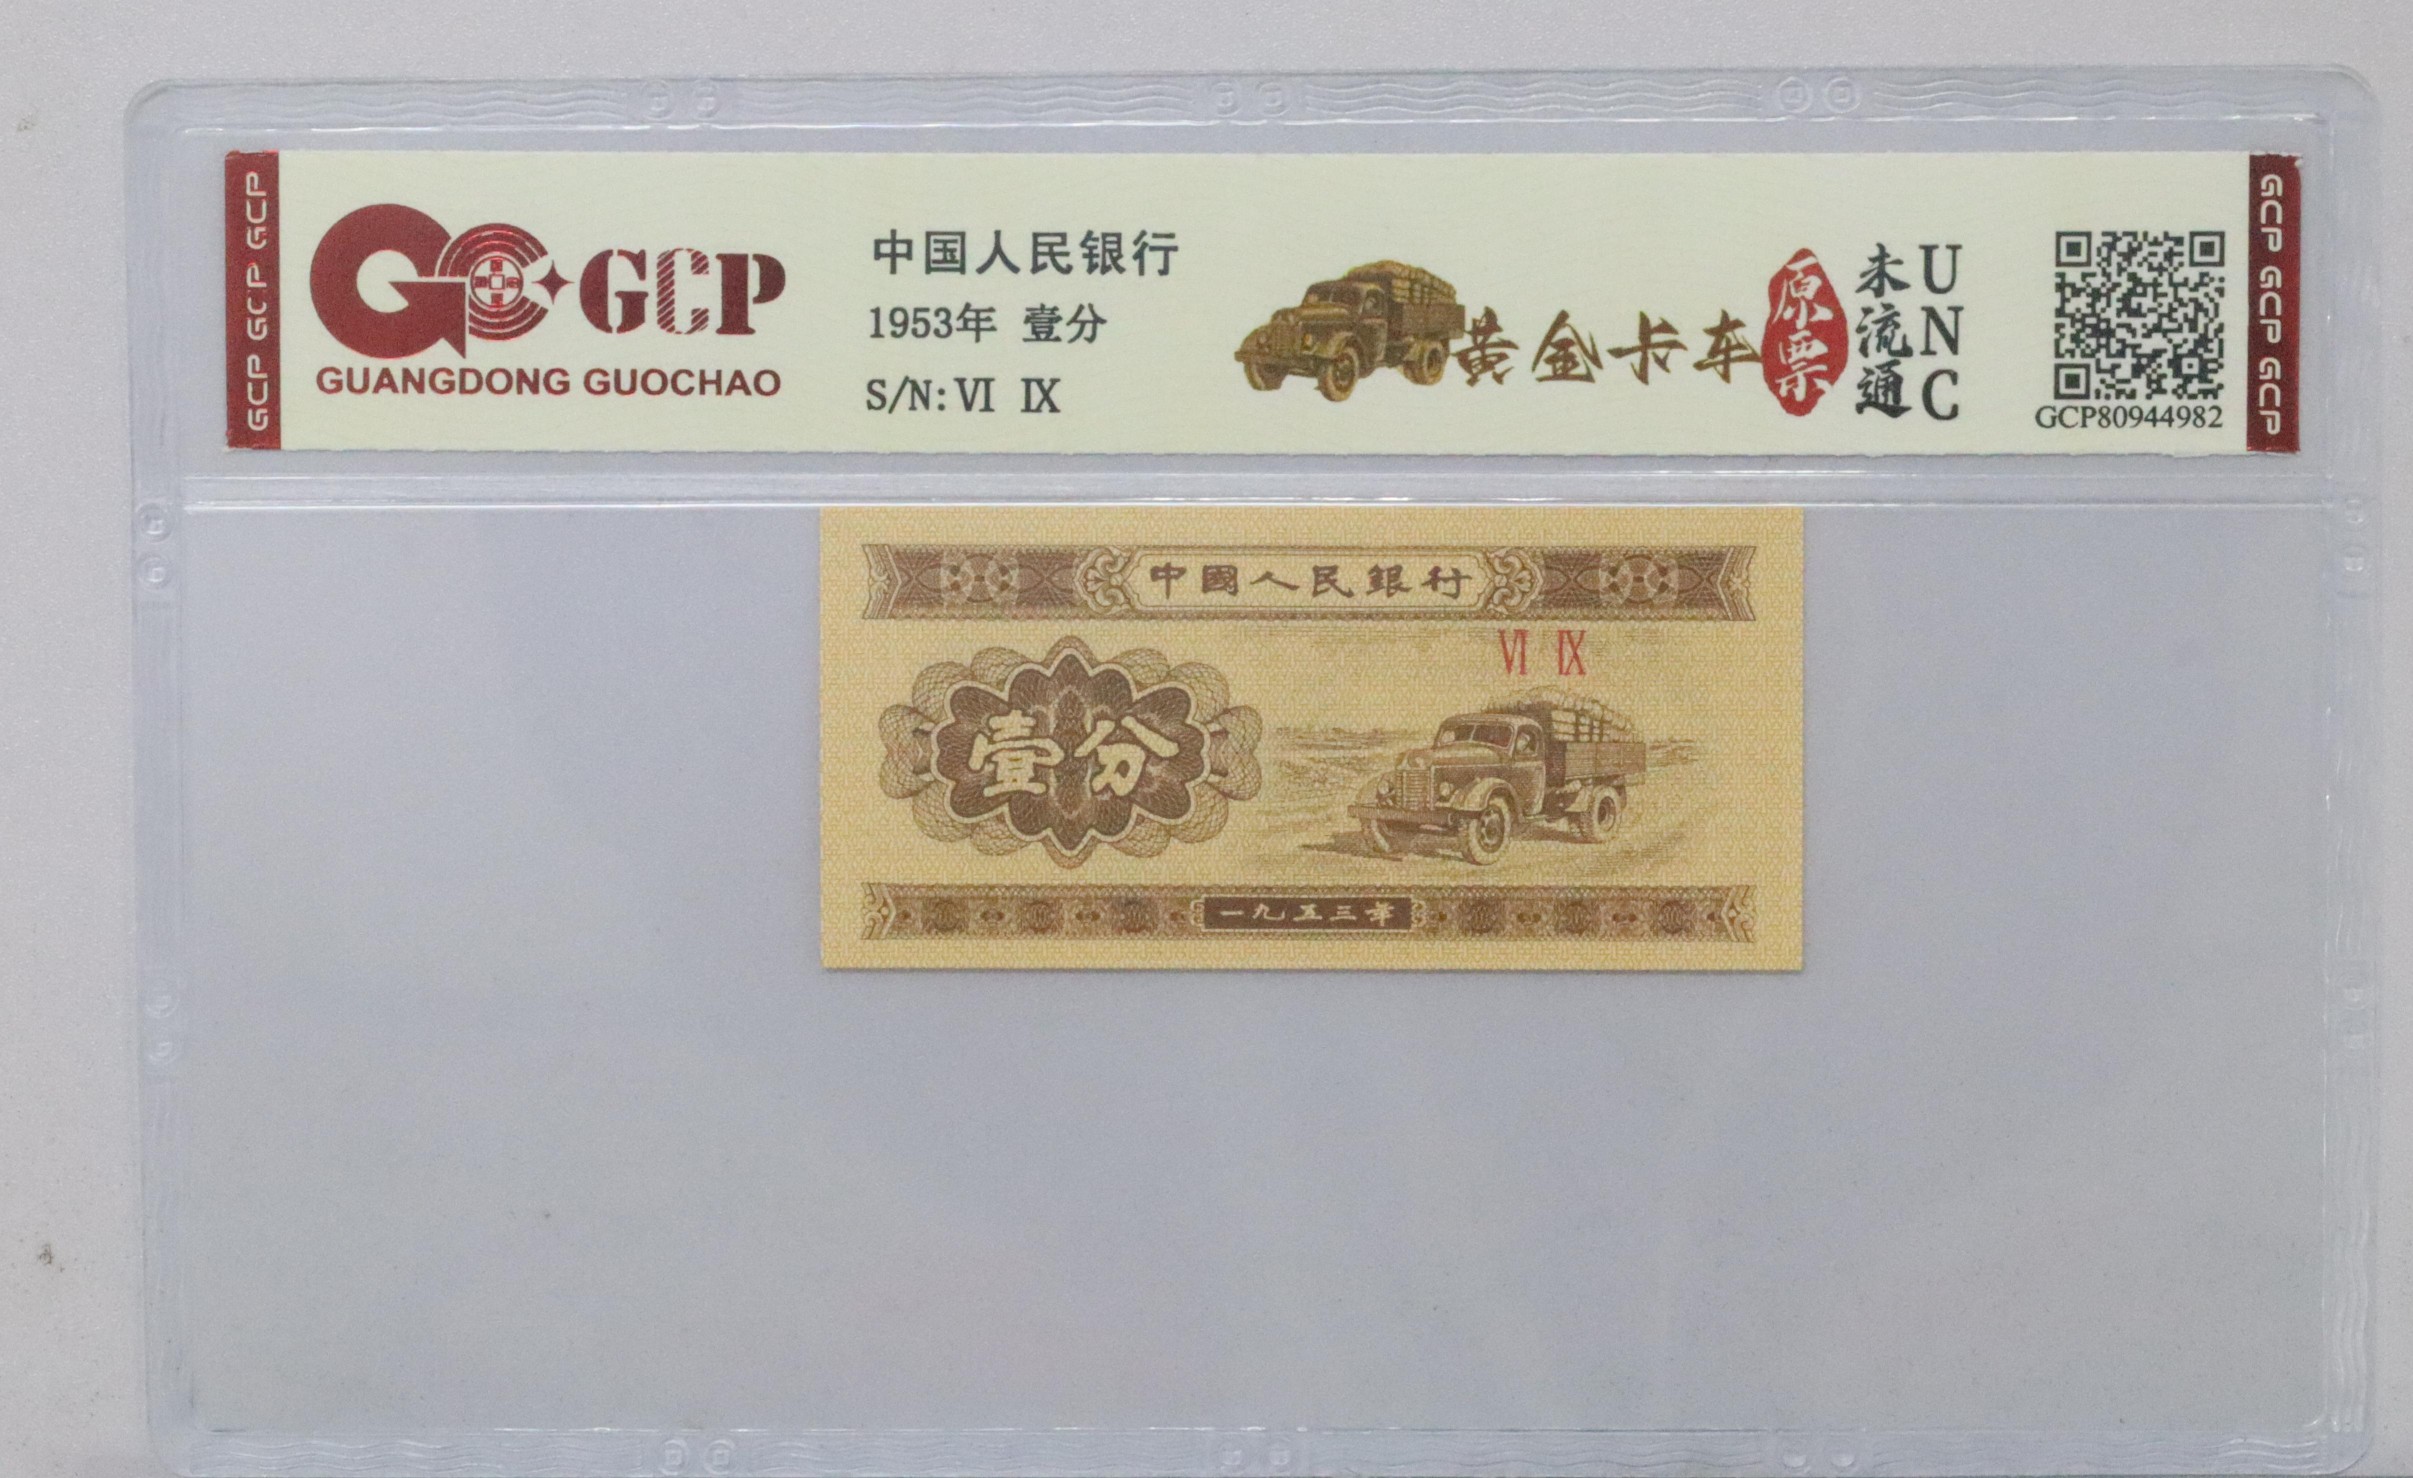 GCP GCP GCP
GCP
GUANGDONG GUOCHAO
中国人民银行
1953年 壹分
S/N: VI IX
黄金卡车
原票
未流通
UNC
GCP80944982
GCP GCP GCP
中國人民銀行
VI IX
壹分
一九五三年